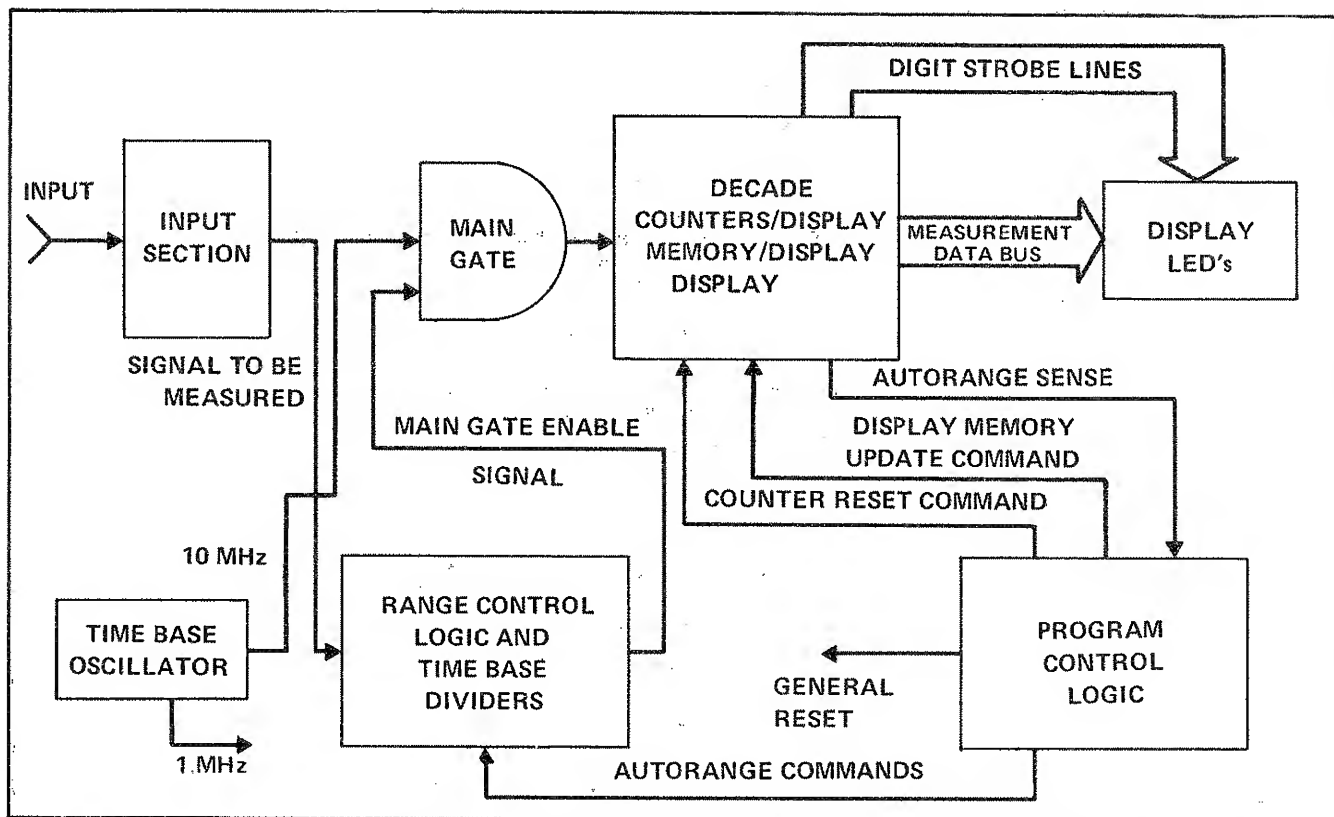 DIGIT STROBE LINES
INPUT
INPUT
SECTION
MAIN
GATE
DECADE
COUNTERS/DISPLAY
MEMORY/DISPLAY
DISPLAY
MEASUREMENT
DATA BUS
DISPLAY
LED's
SIGNAL TO BE
MEASURED
MAIN GATE ENABLE
SIGNAL
AUTORANGE SENSE
DISPLAY MEMORY
UPDATE COMMAND
COUNTER RESET COMMAND
10 MHz
TIME BASE
OSCILLATOR
1 MHz
RANGE CONTROL
LOGIC AND
TIME BASE
DIVIDERS
GENERAL
RESET
PROGRAM
CONTROL
LOGIC
AUTORANGE COMMANDS